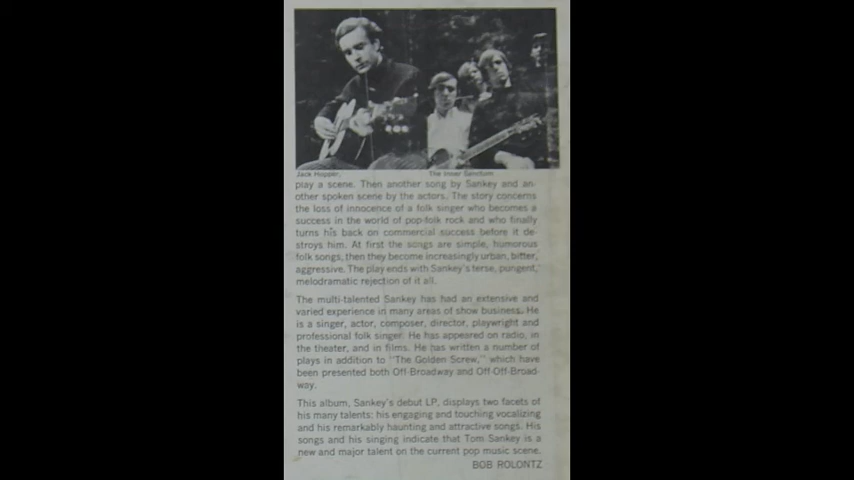 Jack Hopper, The Inner Sanctum
play a scene. Then another song by Sankey and an-
other spoken scene by the actors. The story concerns
the loss of innocence of a folk singer who becomes a
success in the world of pop-folk rock and who finally
turns his back on commercial success before it de-
stroys him. At first the songs are simple, humorous
folk songs, then they become increasingly urban, bitter,
aggressive. The play ends with Sankey's terse, pungent,
melodramatic rejection of it all.
The multi-talented Sankey has had an extensive and
varied experience in many areas of show business. He
is a singer, actor, composer, director, playwright and
professional folk singer. He has appeared on radio, in
the theater, and in films. He has written a number of
plays in addition to "The Golden Screw," which have
been presented both Off-Broadway and Off-Off-Broad-
way.
This album, Sankey's debut LP, displays two facets of
his many talents: his engaging and touching vocalizing
and his remarkably haunting and attractive songs. His
songs and his singing indicate that Tom Sankey is a
new and major talent on the current pop music scene.
BOB ROLONTZ